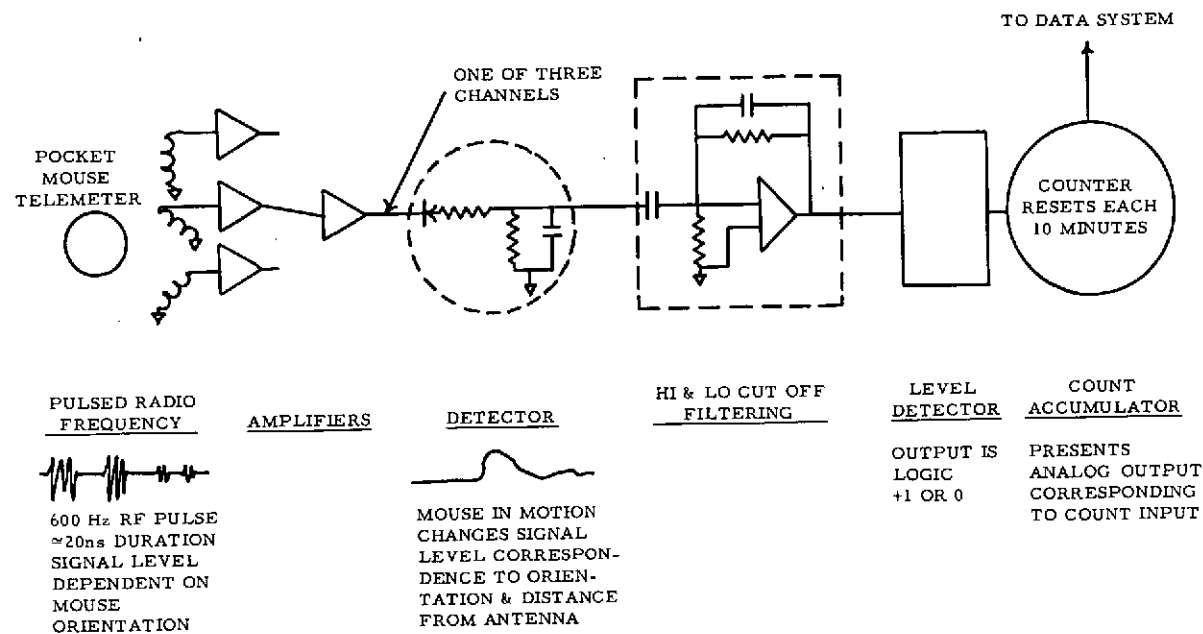 TO DATA SYSTEM
ONE OF THREE
CHANNELS
POCKET
MOUSE
TELEMETER
COUNTER
RESETS EACH
10 MINUTES
PULSED RADIO
FREQUENCY
600 Hz RF PULSE
≃20ns DURATION
SIGNAL LEVEL
DEPENDENT ON
MOUSE
ORIENTATION
AMPLIFIERS
DETECTOR
MOUSE IN MOTION
CHANGES SIGNAL
LEVEL CORRESPON-
DENCE TO ORIEN-
TATION & DISTANCE
FROM ANTENNA
HI & LO CUT OFF
FILTERING
LEVEL
DETECTOR
OUTPUT IS
LOGIC
+1 OR 0
COUNT
ACCUMULATOR
PRESENTS
ANALOG OUTPUT
CORRESPONDING
TO COUNT INPUT